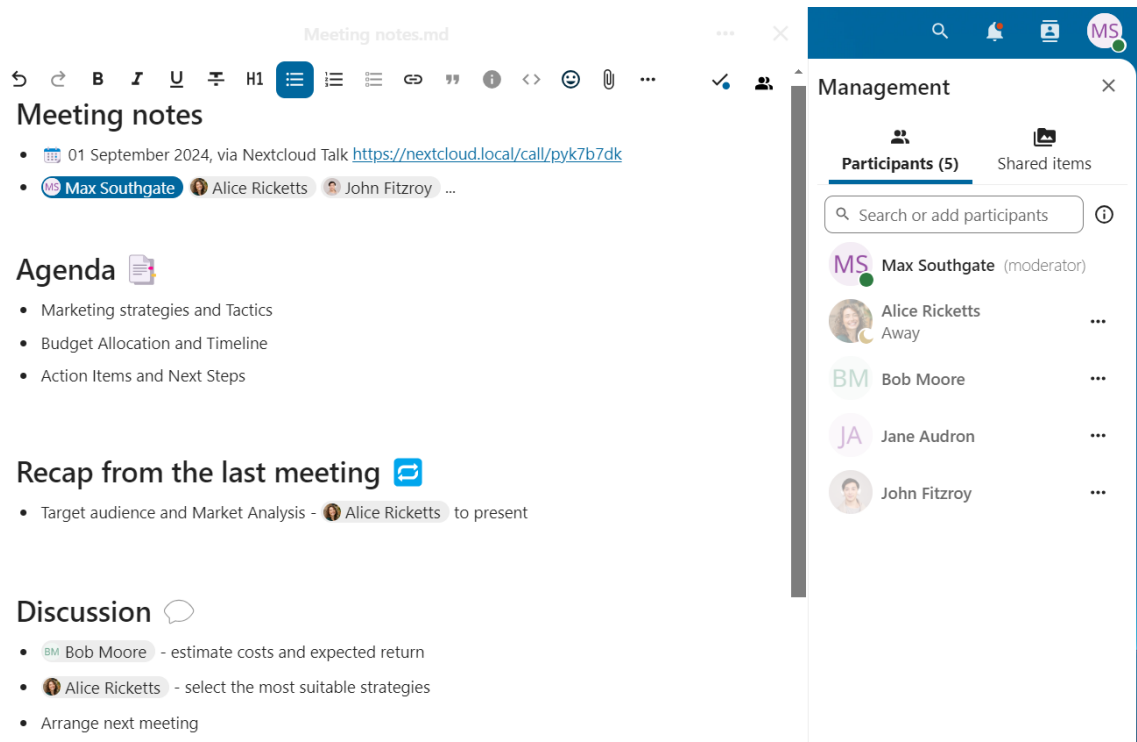 Meeting notes.md
MS
H1
Meeting notes
01 September 2024, via Nextcloud Talk https://nextcloud.local/call/pyk7b7dk
MS Max Southgate Alice Ricketts John Fitzroy ...
Agenda
Marketing strategies and Tactics
Budget Allocation and Timeline
Action Items and Next Steps
Recap from the last meeting
Target audience and Market Analysis - Alice Ricketts to present
Discussion
BM Bob Moore - estimate costs and expected return
Alice Ricketts - select the most suitable strategies
Arrange next meeting
Management
Participants (5) Shared items
Search or add participants
MS Max Southgate (moderator)
Alice Ricketts
Away
BM Bob Moore
JA Jane Audron
John Fitzroy